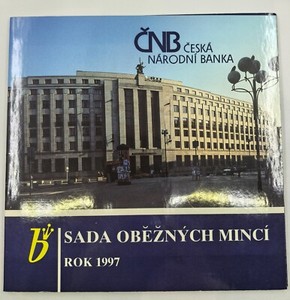 ČNB ČESKÁ
NÁRODNÍ BANKA
SADA OBĚŽNÝCH MINCÍ
ROK 1997